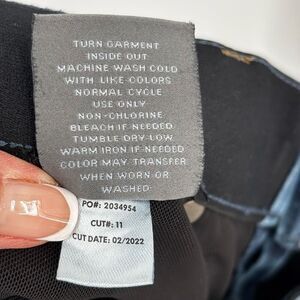 TURN GARMENT
INSIDE OUT
MACHINE WASH COLD
WITH LIKE COLORS
NORMAL CYCLE
USE ONLY
NON-CHLORINE
BLEACH IF NEEDED
TUMBLE DRY-LOW
WARM IRON IF NEEDED
COLOR MAY TRANSFER
WHEN WORN OR
WASHED
PO#: 2034954
CUT#: 11
CUT DATE: 02/2022